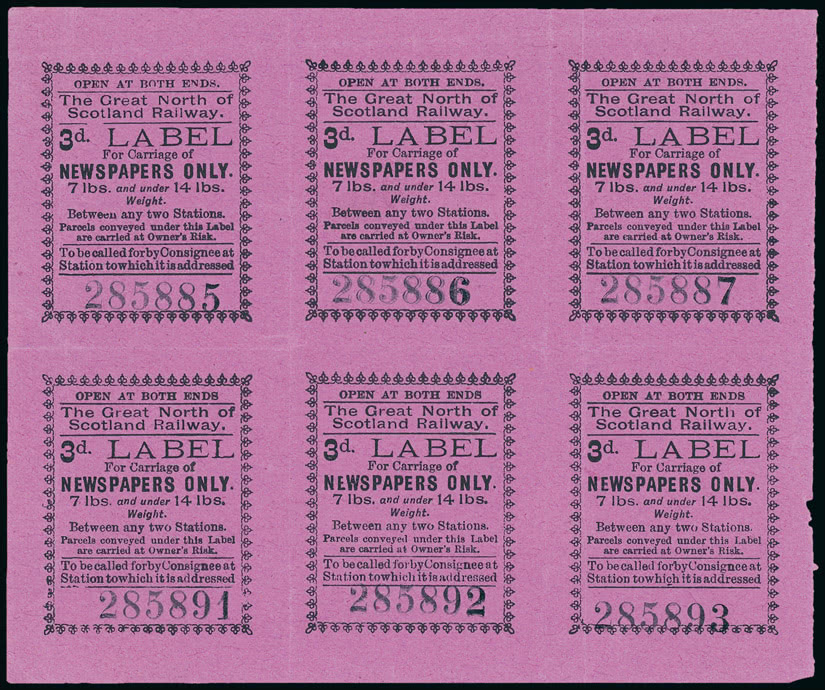 OPEN AT BOTH ENDS.
The Great North of
Scotland Railway.
3d. LABEL
For Carriage of
NEWSPAPERS ONLY.
7 lbs. and under 14 lbs.
Weight.
Between any two Stations.
Parcels conveyed under this Label
are carried at Owner's Risk.
To be called for by Consignee at
Station to which it is addressed
285885
OPEN AT BOTH ENDS.
The Great North of
Scotland Railway.
3d. LABEL
For Carriage of
NEWSPAPERS ONLY.
7 lbs. and under 14 lbs.
Weight.
Between any two Stations.
Parcels conveyed under this Label
are carried at Owner's Risk.
To be called for by Consignee at
Station to which it is addressed
285886
OPEN AT BOTH ENDS.
The Great North of
Scotland Railway.
3d. LABEL
For Carriage of
NEWSPAPERS ONLY.
7 lbs. and under 14 lbs.
Weight.
Between any two Stations.
Parcels conveyed under this Label
are carried at Owner's Risk.
To be called for by Consignee at
Station to which it is addressed
285887
OPEN AT BOTH ENDS
The Great North of
Scotland Railway.
3d. LABEL
For Carriage of
NEWSPAPERS ONLY.
7 lbs. and under 14 lbs.
Weight.
Between any two Stations.
Parcels conveyed under this Label
are carried at Owner's Risk.
To be called for by Consignee at
Station to which it is addressed
285891
OPEN AT BOTH ENDS
The Great North of
Scotland Railway.
3d. LABEL
For Carriage of
NEWSPAPERS ONLY.
7 lbs. and under 14 lbs.
Weight.
Between any two Stations.
Parcels conveyed under this Label
are carried at Owner's Risk.
To be called for by Consignee at
Station to which it is addressed
285892
OPEN AT BOTH ENDS
The Great North of
Scotland Railway.
3d. LABEL
For Carriage of
NEWSPAPERS ONLY.
7 lbs. and under 14 lbs.
Weight.
Between any two Stations.
Parcels conveyed under this Label
are carried at Owner's Risk.
To be called for by Consignee at
Station to which it is addressed
285893